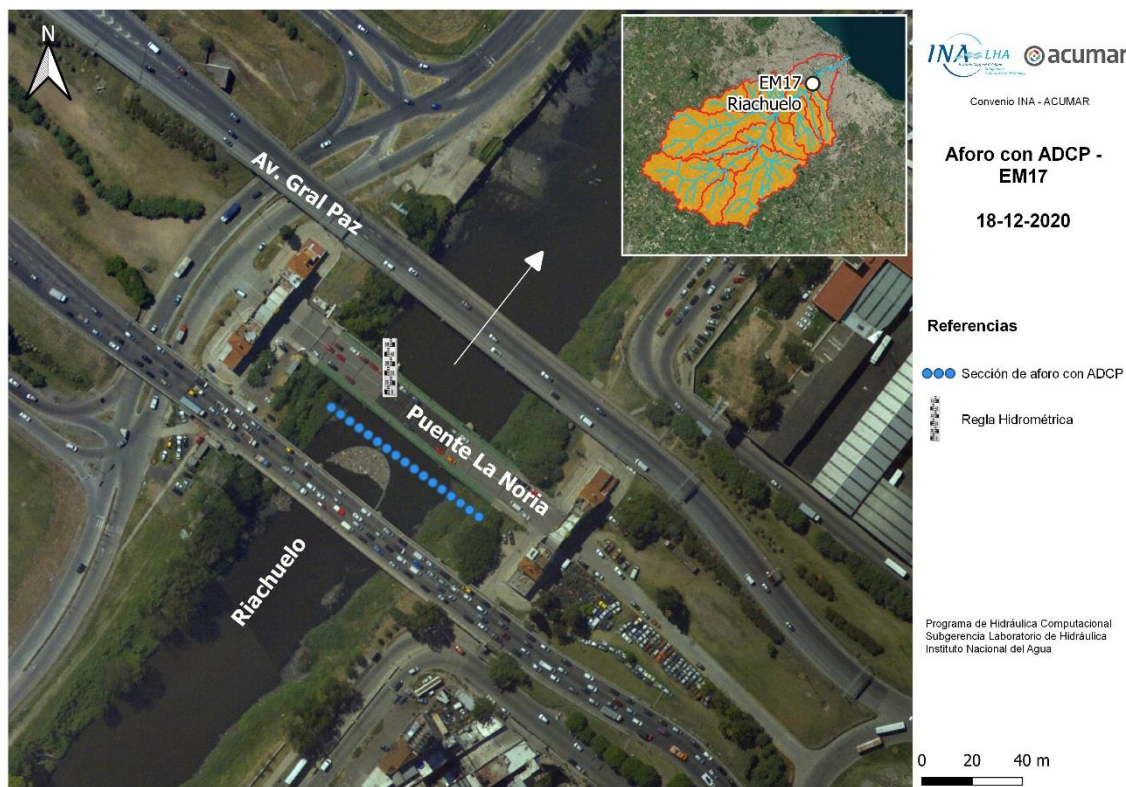 N
Av. Gral Paz
Puente La Noria
Riachuelo
EM17
Riachuelo
INA LHA
acumar
Convenio INA - ACUMAR
Aforo con ADCP -
EM17
18-12-2020
Referencias
Sección de aforo con ADCP
Regla Hidrométrica
Programa de Hidráulica Computacional
Subgerencia Laboratorio de Hidráulica
Instituto Nacional del Agua
0 20 40 m